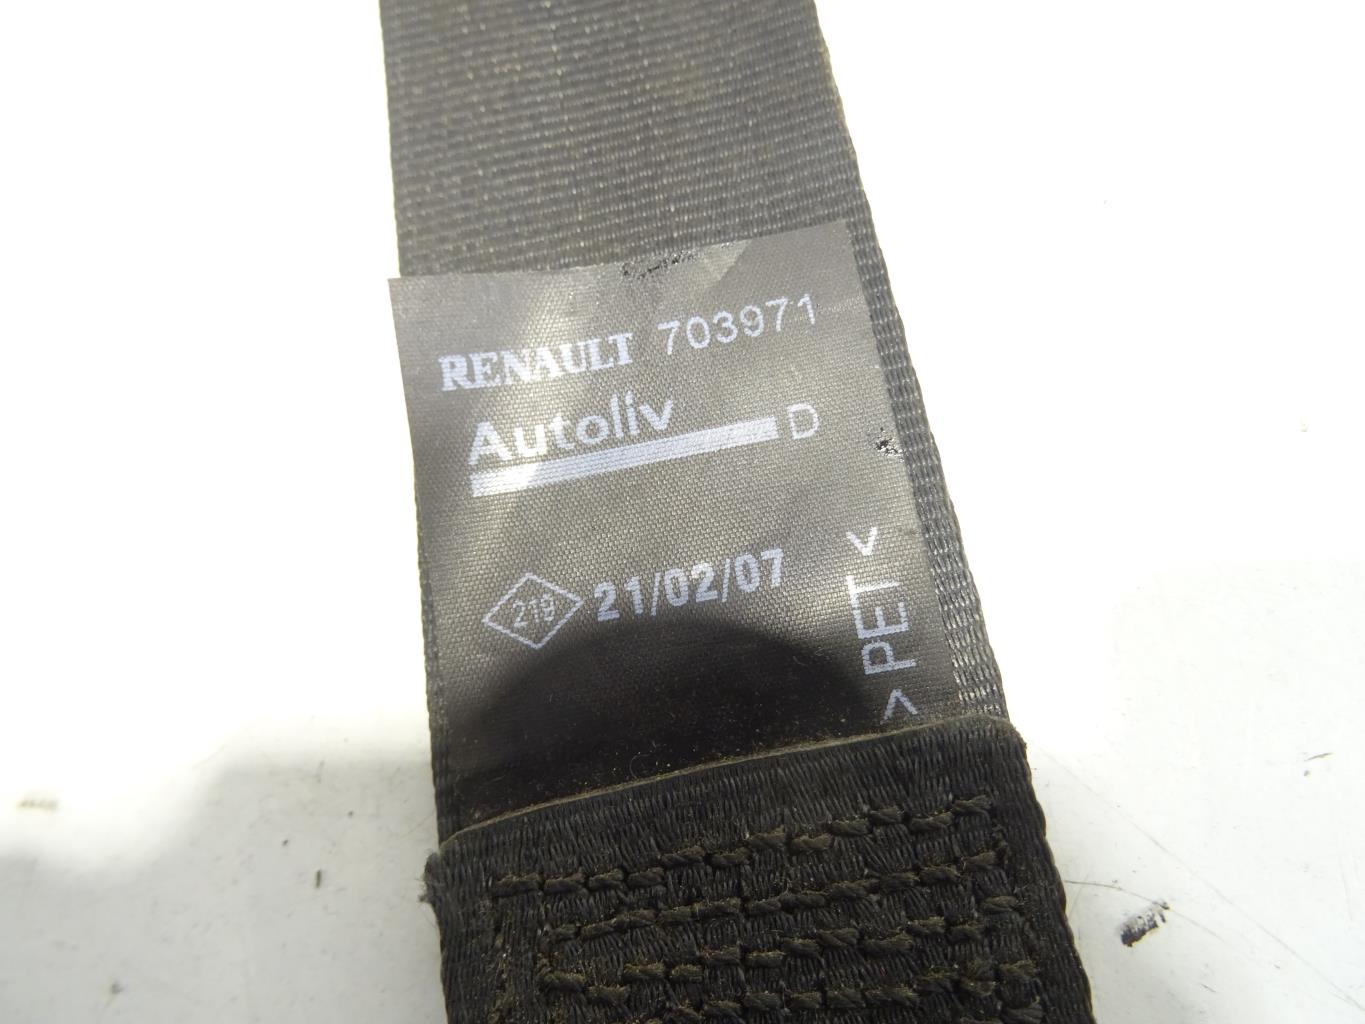 RENAULT 703971
Autoliv D
219 21/02/07
>PET<